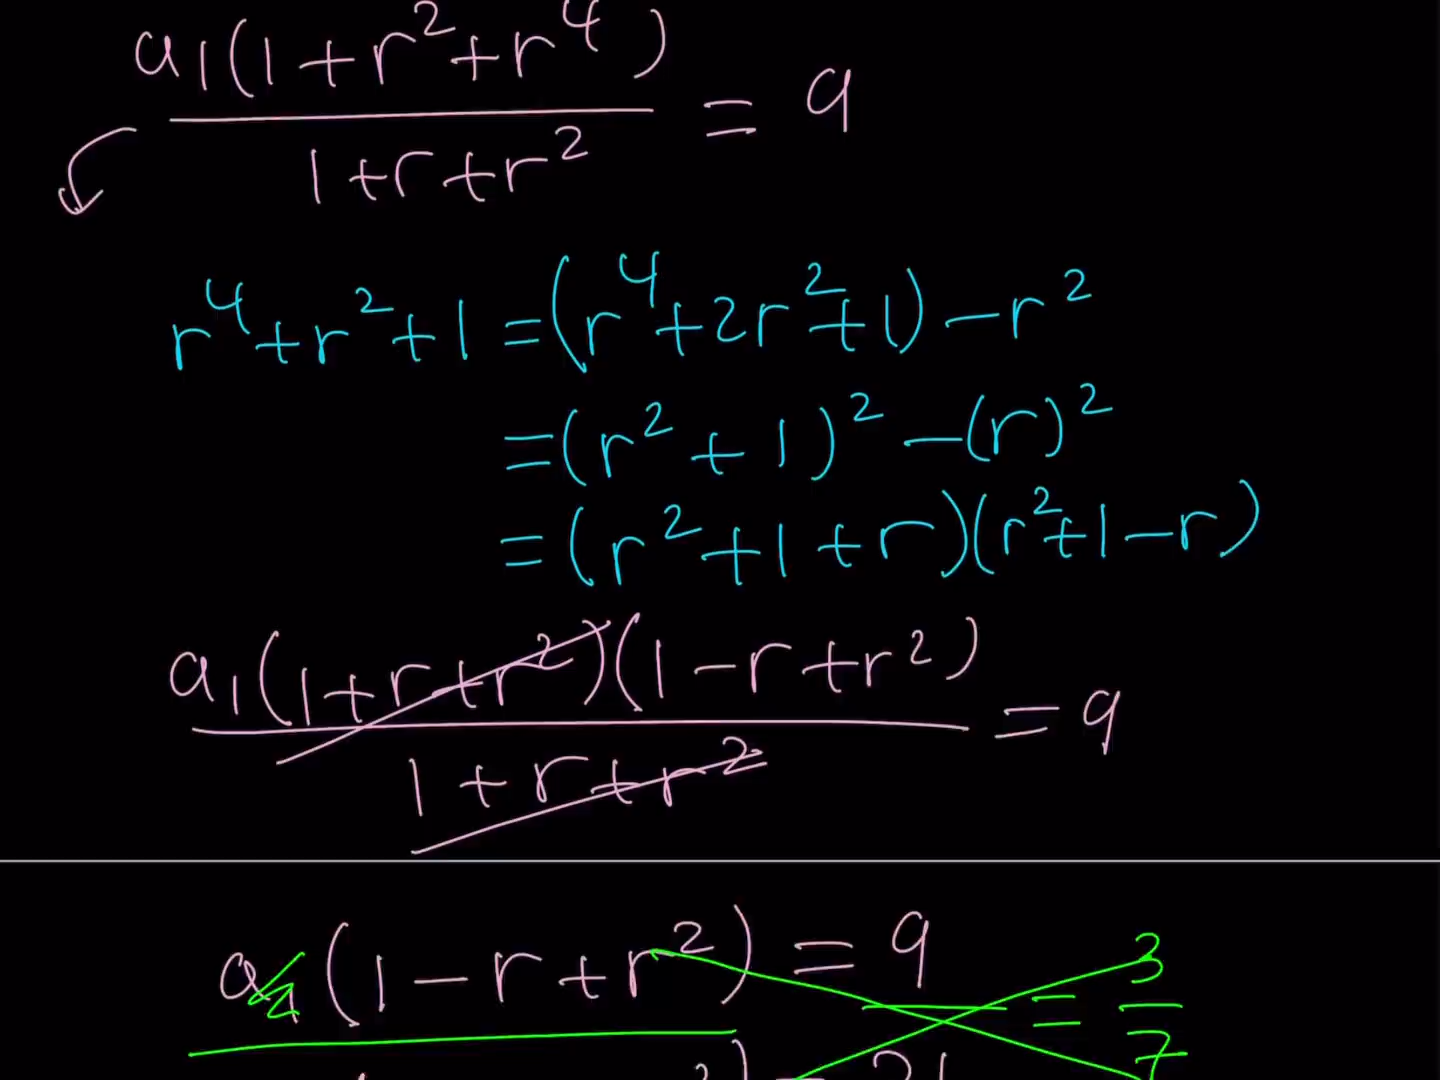 a₁(1+r²+r⁴)
1+r+r²
= 9
r⁴+r²+1=(r⁴+2r²+1)-r²
=(r²+1)²-(r)²
=(r²+1+r)(r²+1-r)
a₁(1+r+r²)(1-r+r²)
1+r+r²
= 9
a₁(1-r+r²) = 9
= 3
7